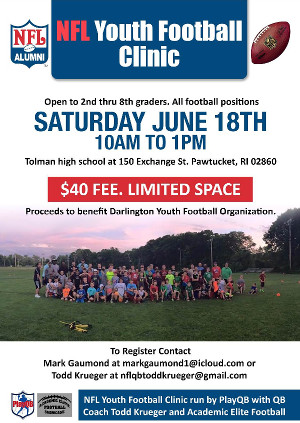 NFL
ALUMNI
NFL Youth Football
Clinic
Open to 2nd thru 8th graders. All football positions
SATURDAY JUNE 18TH
10AM TO 1PM
Tolman high school at 150 Exchange St. Pawtucket, RI 02860
$40 FEE. LIMITED SPACE
Proceeds to benefit Darlington Youth Football Organization.
To Register Contact
Mark Gaumond at markgaumond1@icloud.com or
Todd Krueger at nflqbtoddkrueger@gmail.com
PlayQB
FOOTBALL
NFL Youth Football Clinic run by PlayQB with QB
Coach Todd Krueger and Academic Elite Football